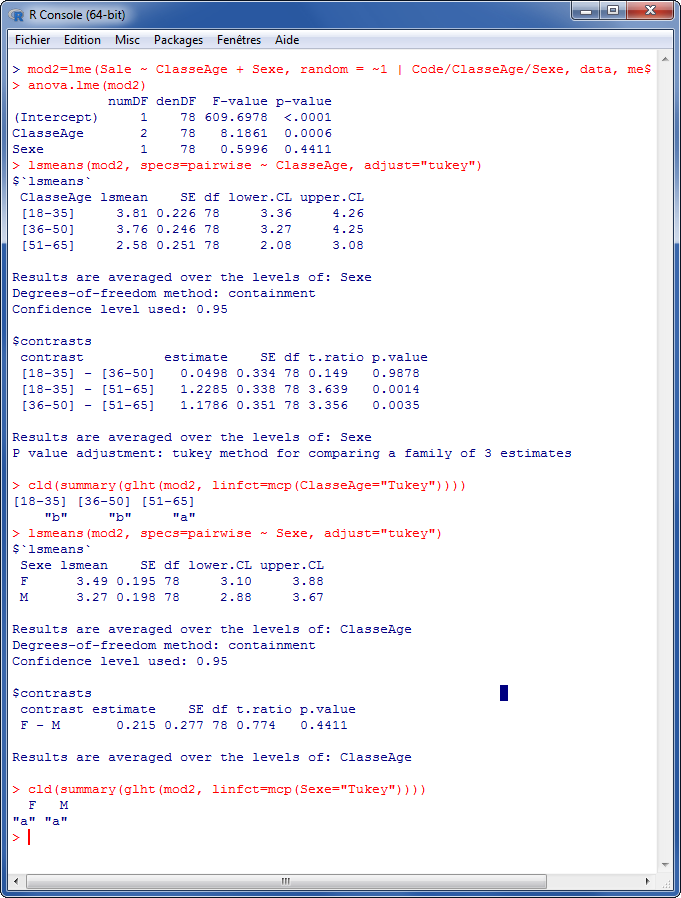 R Console (64-bit)
Fichier Edition Misc Packages Fenêtres Aide
> mod2=lme(Sale ~ ClasseAge + Sexe, random = ~1 | Code/ClasseAge/Sexe, data, me$
> anova.lme(mod2)
numDF denDF F-value p-value
(Intercept) 1 78 609.6978 <.0001
ClasseAge 2 78 8.1861 0.0006
Sexe 1 78 0.5996 0.4411
> lsmeans(mod2, specs=pairwise ~ ClasseAge, adjust="tukey")
$`lsmeans`
ClasseAge lsmean SE df lower.CL upper.CL
[18-35] 3.81 0.226 78 3.36 4.26
[36-50] 3.76 0.246 78 3.27 4.25
[51-65] 2.58 0.251 78 2.08 3.08
Results are averaged over the levels of: Sexe
Degrees-of-freedom method: containment
Confidence level used: 0.95
$contrasts
contrast estimate SE df t.ratio p.value
[18-35] - [36-50] 0.0498 0.334 78 0.149 0.9878
[18-35] - [51-65] 1.2285 0.338 78 3.639 0.0014
[36-50] - [51-65] 1.1786 0.351 78 3.356 0.0035
Results are averaged over the levels of: Sexe
P value adjustment: tukey method for comparing a family of 3 estimates
> cld(summary(glht(mod2, linfct=mcp(ClasseAge="Tukey"))))
[18-35] [36-50] [51-65]
"b" "b" "a"
> lsmeans(mod2, specs=pairwise ~ Sexe, adjust="tukey")
$`lsmeans`
Sexe lsmean SE df lower.CL upper.CL
F 3.49 0.195 78 3.10 3.88
M 3.27 0.198 78 2.88 3.67
Results are averaged over the levels of: ClasseAge
Degrees-of-freedom method: containment
Confidence level used: 0.95
$contrasts
contrast estimate SE df t.ratio p.value
F - M 0.215 0.277 78 0.774 0.4411
Results are averaged over the levels of: ClasseAge
> cld(summary(glht(mod2, linfct=mcp(Sexe="Tukey"))))
F M
"a" "a"
>